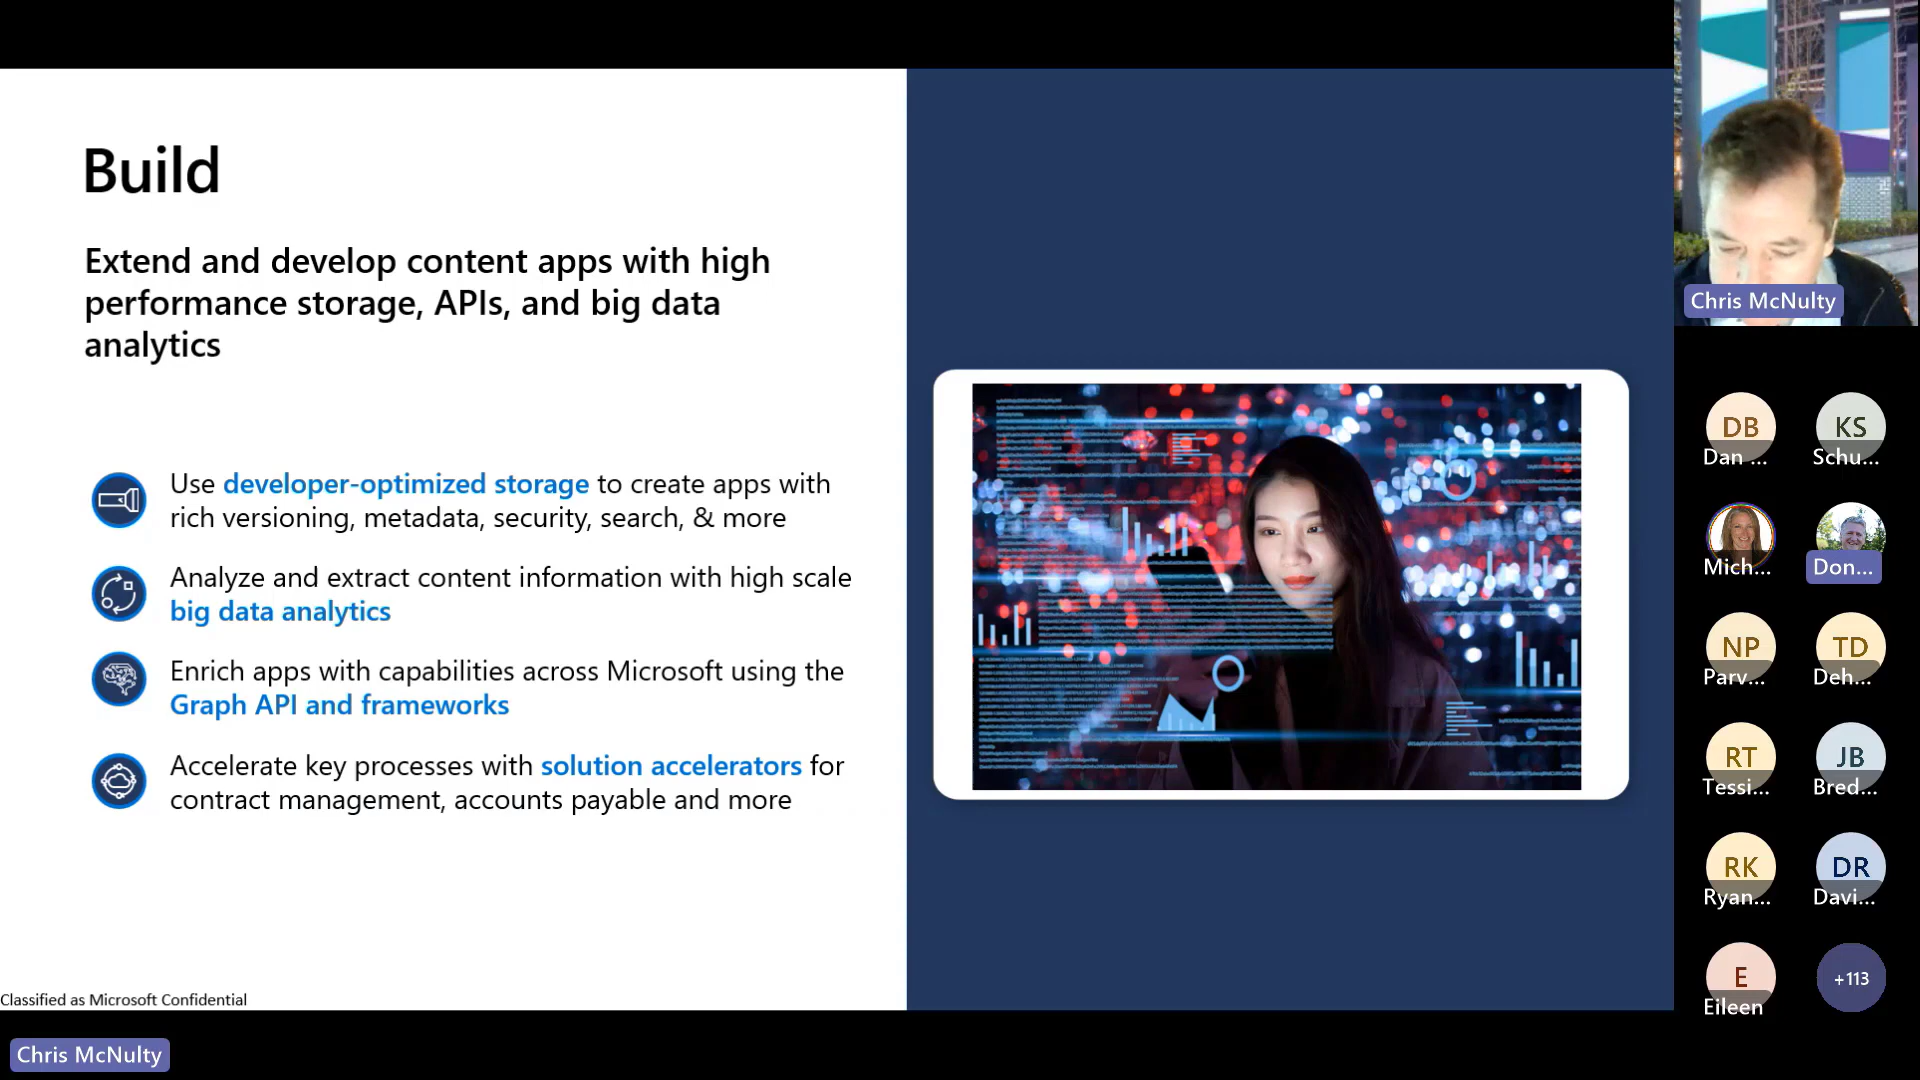 Build
Extend and develop content apps with high
performance storage, APIs, and big data
analytics
Use developer-optimized storage to create apps with
rich versioning, metadata, security, search, & more
Analyze and extract content information with high scale
big data analytics
Enrich apps with capabilities across Microsoft using the
Graph API and frameworks
Accelerate key processes with solution accelerators for
contract management, accounts payable and more
Classified as Microsoft Confidential
Chris McNulty
Chris McNulty
DB
Dan ...
KS
Schu...
Mich...
Don...
NP
Parv...
TD
Deh...
RT
Tessi...
JB
Bred...
RK
Ryan...
DR
Davi...
E
Eileen
+113